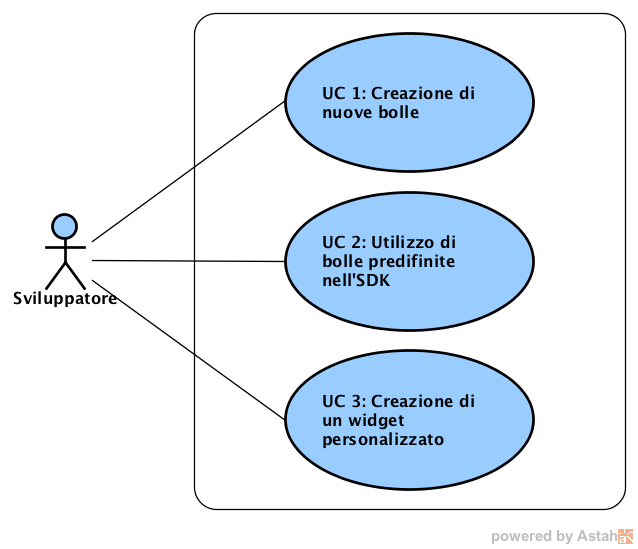 UC 1: Creazione di
nuove bolle
UC 2: Utilizzo di
bolle predifinite
nell'SDK
Sviluppatore
UC 3: Creazione di
un widget
personalizzato
powered by Astah